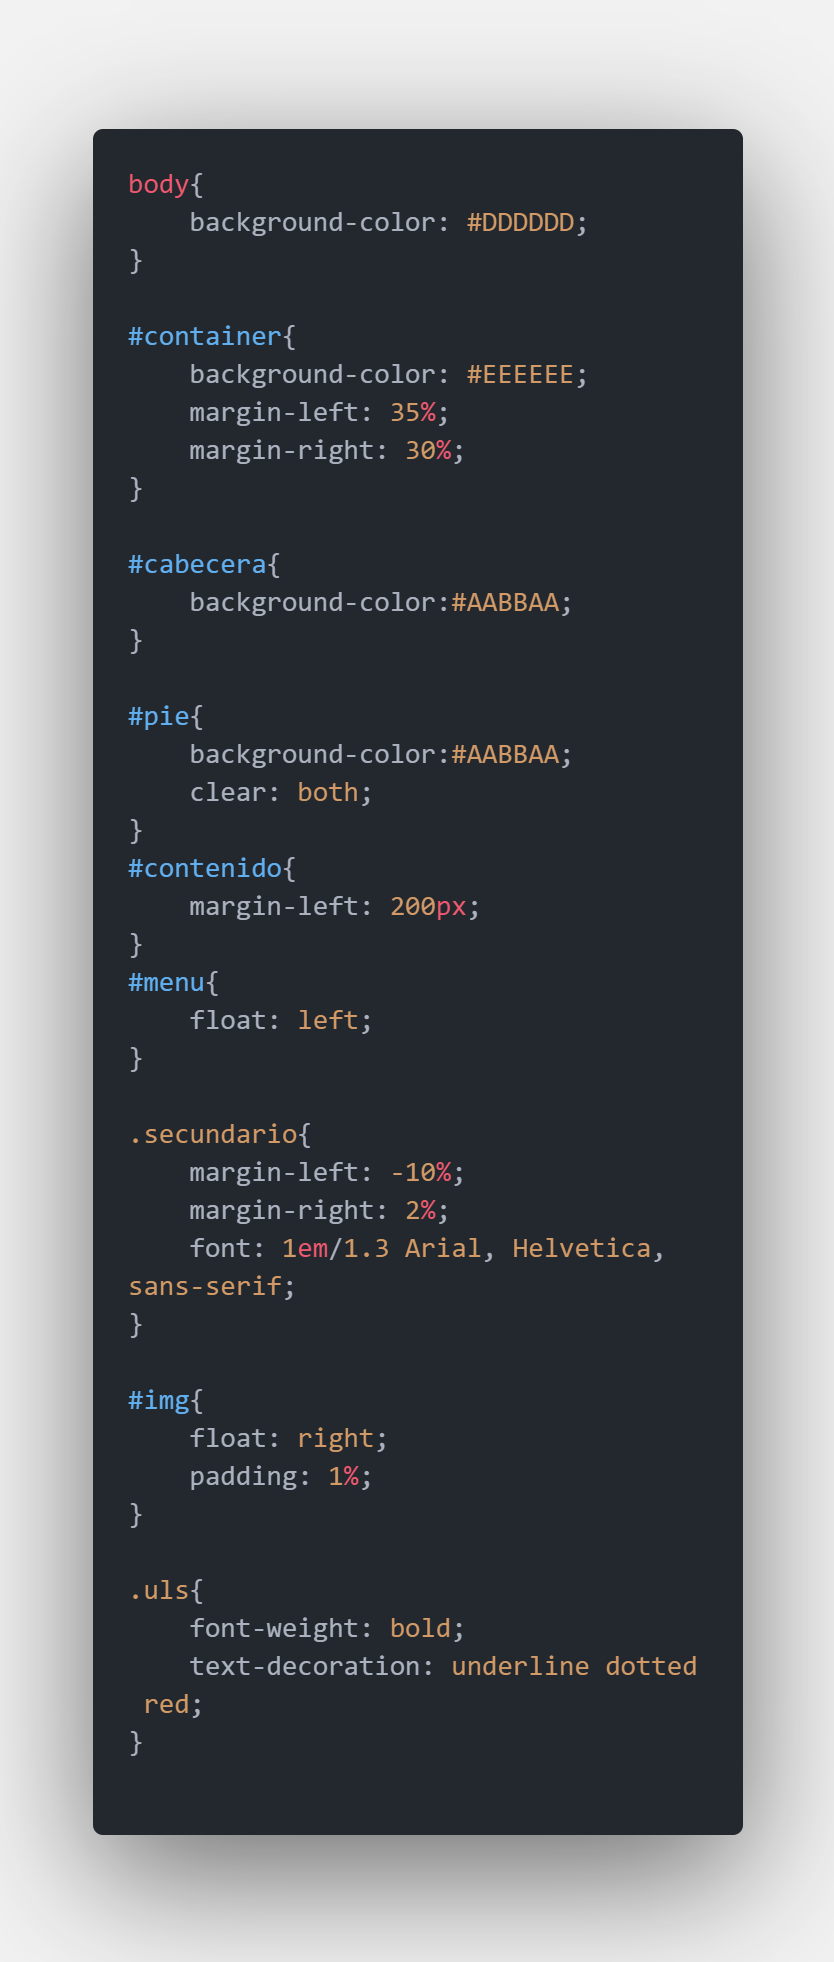 body{
    background-color: #DDDDDD;
}

#container{
    background-color: #EEEEEE;
    margin-left: 35%;
    margin-right: 30%;
}

#cabecera{
    background-color:#AABBAA;
}

#pie{
    background-color:#AABBAA;
    clear: both;
}
#contenido{
    margin-left: 200px;
}
#menu{
    float: left;
}

.secundario{
    margin-left: -10%;
    margin-right: 2%;
    font: 1em/1.3 Arial, Helvetica,
sans-serif;
}

#img{
    float: right;
    padding: 1%;
}

.uls{
    font-weight: bold;
    text-decoration: underline dotted
 red;
}